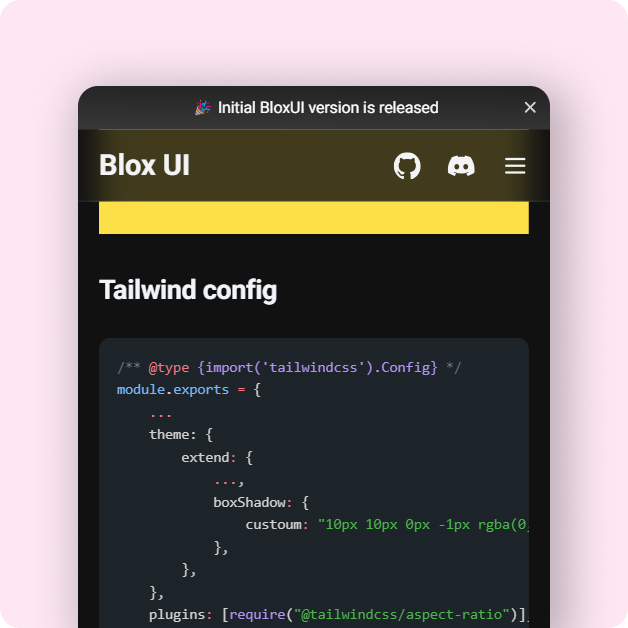 🎉 Initial BloxUI version is released ×
Blox UI
Tailwind config
/** @type {import('tailwindcss').Config} */
module.exports = {
    ...
    theme: {
        extend: {
            ...,
            boxShadow: {
                custoum: "10px 10px 0px -1px rgba(0,
            },
        },
    },
    plugins: [require("@tailwindcss/aspect-ratio")]